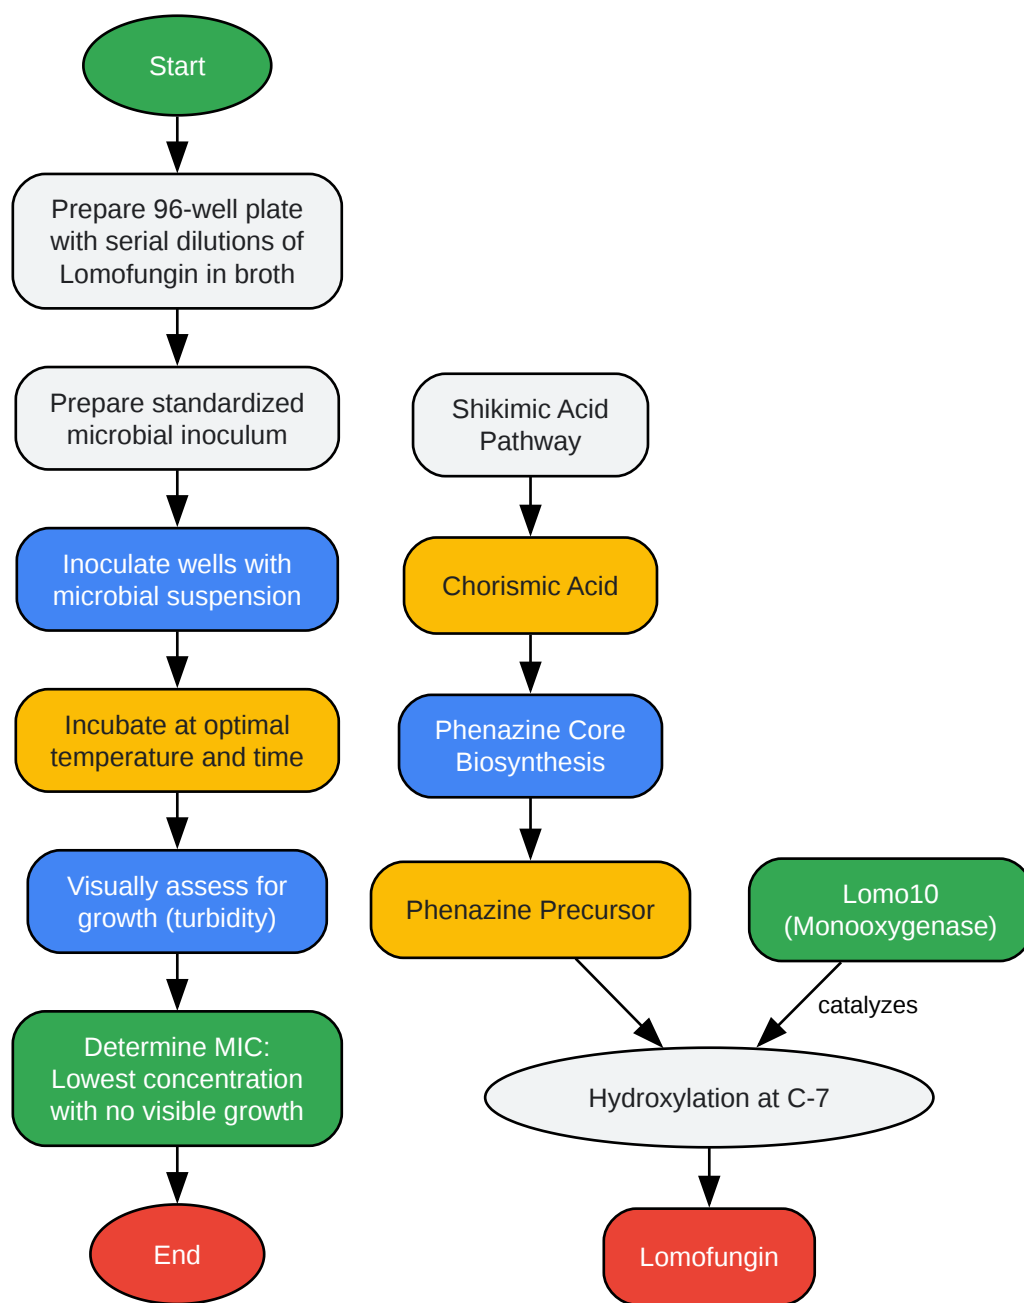 Start
Prepare 96-well plate
with serial dilutions of
Lomofungin in broth
Prepare standardized
microbial inoculum
Inoculate wells with
microbial suspension
Incubate at optimal
temperature and time
Visually assess for
growth (turbidity)
Determine MIC:
Lowest concentration
with no visible growth
End
Shikimic Acid
Pathway
Chorismic Acid
Phenazine Core
Biosynthesis
Phenazine Precursor
Lomo10
(Monooxygenase)
catalyzes
Hydroxylation at C-7
Lomofungin